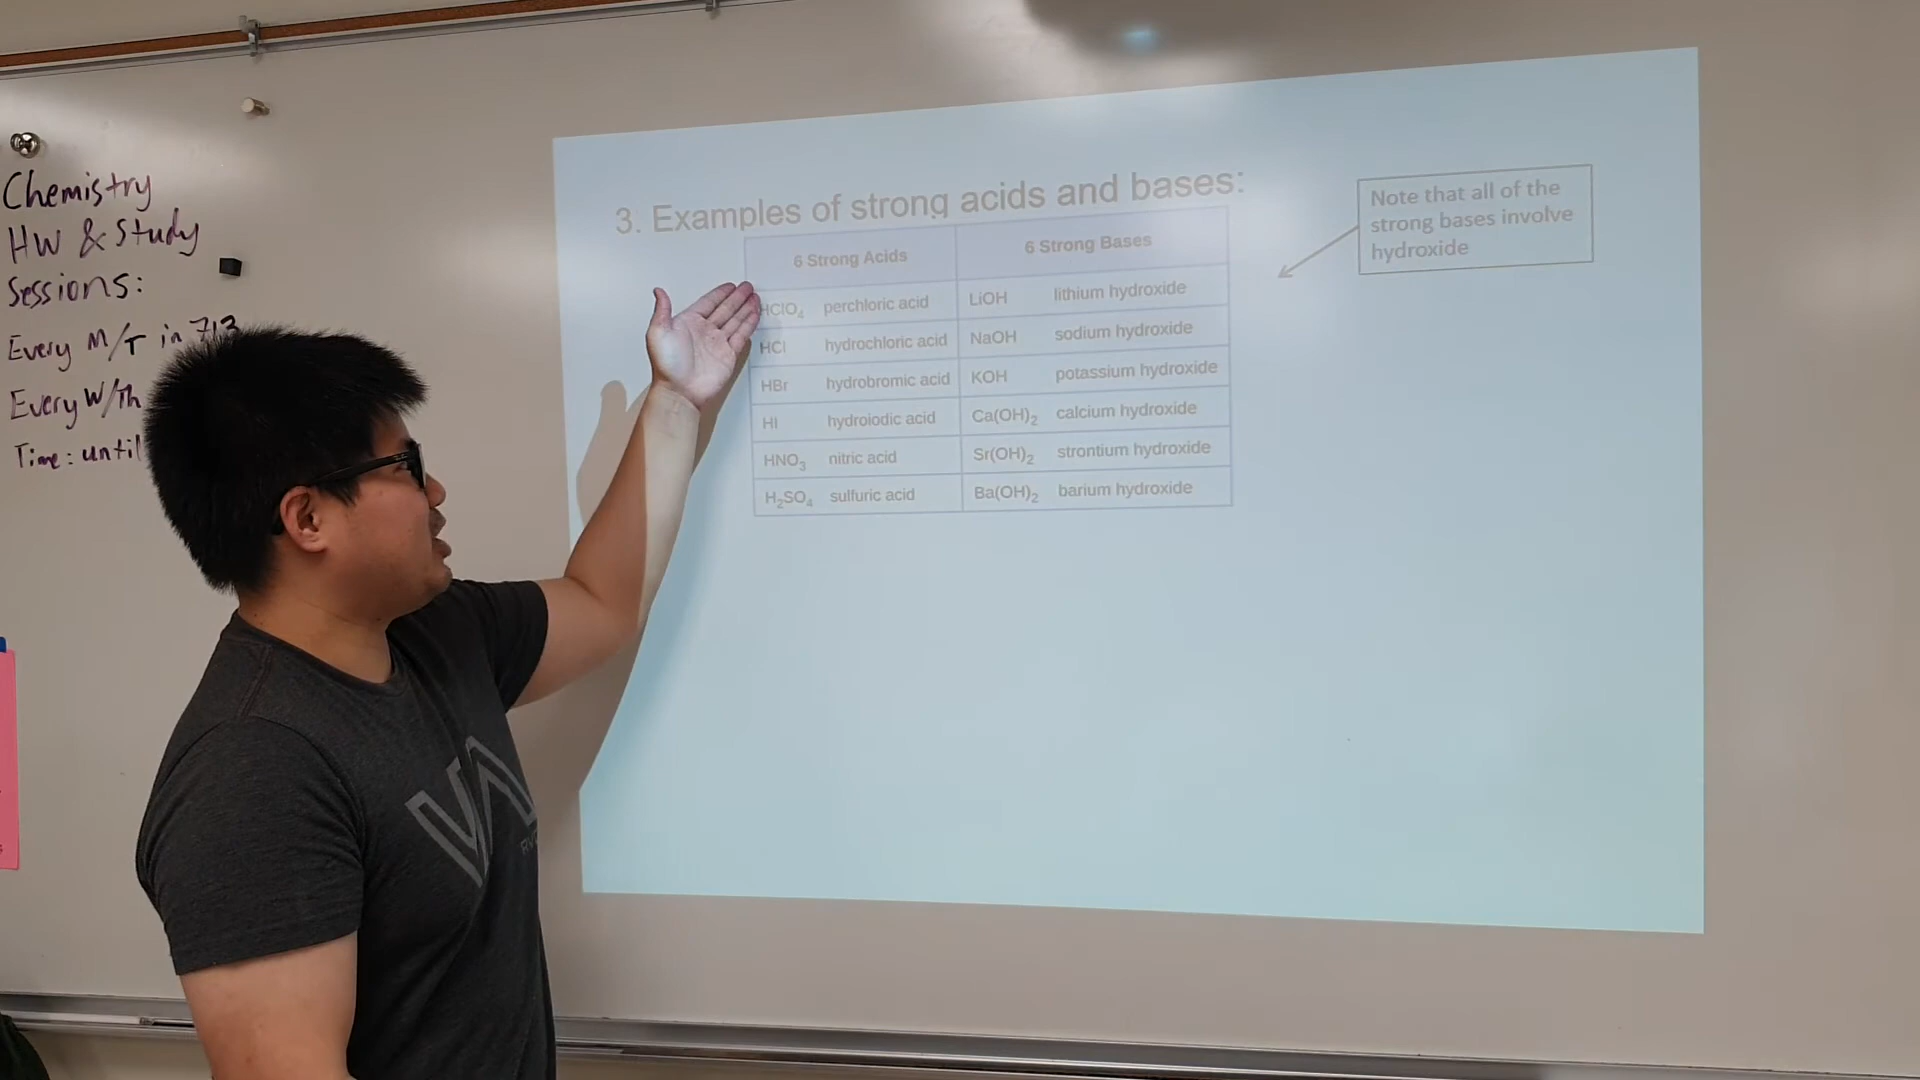 Chemistry
HW & Study
Sessions:
Every M/T in 713
Every W/Th
Time: until
3. Examples of strong acids and bases:
6 Strong Acids 6 Strong Bases
HClO₄ perchloric acid LiOH lithium hydroxide
HCl hydrochloric acid NaOH sodium hydroxide
HBr hydrobromic acid KOH potassium hydroxide
HI hydroiodic acid Ca(OH)₂ calcium hydroxide
HNO₃ nitric acid Sr(OH)₂ strontium hydroxide
H₂SO₄ sulfuric acid Ba(OH)₂ barium hydroxide
Note that all of the
strong bases involve
hydroxide